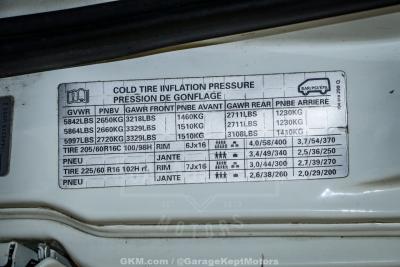 COLD TIRE INFLATION PRESSURE
PRESSION DE GONFLAGE
BAR/PSI/KPA
GVWR PNBV GAWR FRONT PNBE AVANT GAWR REAR PNBE ARRIERE
5842LBS 2650KG 3218LBS 1460KG 2711LBS 1230KG
5864LBS 2660KG 3329LBS 1510KG 2711LBS 1230KG
5997LBS 2720KG 3329LBS 1510KG 3108LBS 1410KG
TIRE 205/60R16C 100/98H RIM 6Jx16 4,0/58/400 3,7/54/370
PNEU JANTE 3,4/49/340 2,5/36/250
TIRE 225/60 R16 102H rf. RIM 7Jx16 3,0/44/300 2,7/39/270
PNEU JANTE 2,6/38/260 2,0/29/200
GKM.com — @GarageKeptMotors